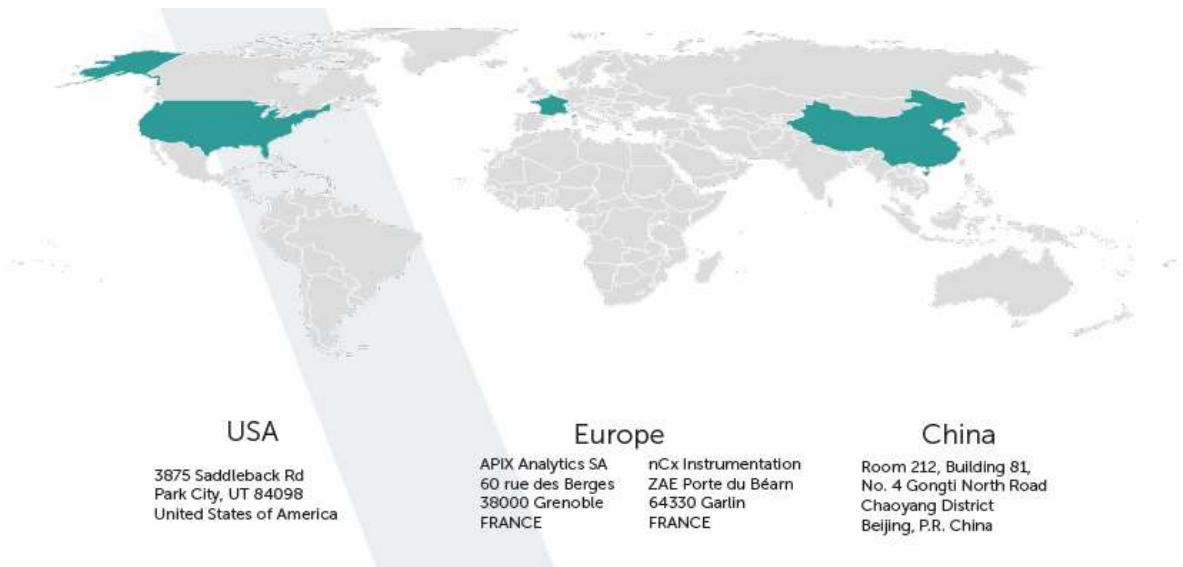 USA
3875 Saddleback Rd
Park City, UT 84098
United States of America
Europe
APIX Analytics SA
60 rue des Berges
38000 Grenoble
FRANCE
nCx Instrumentation
ZAE Porte du Béarn
64330 Garlin
FRANCE
China
Room 212, Building 81,
No. 4 Gongti North Road
Chaoyang District
Beijing, P.R. China